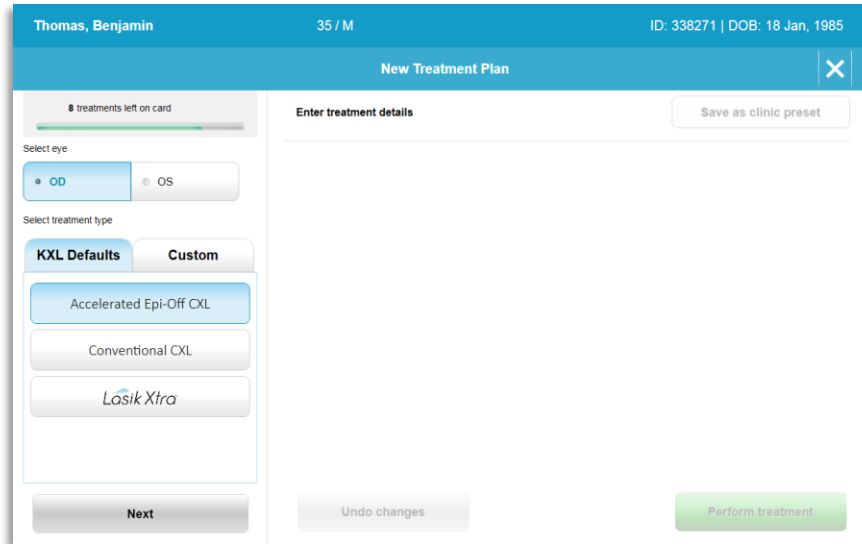 Thomas, Benjamin 35 / M ID: 338271 | DOB: 18 Jan, 1985
New Treatment Plan
8 treatments left on card
Select eye
OD OS
Select treatment type
KXL Defaults Custom
Accelerated Epi-Off CXL
Conventional CXL
Lasik Xtra
Next
Enter treatment details Save as clinic preset
Undo changes Perform treatment